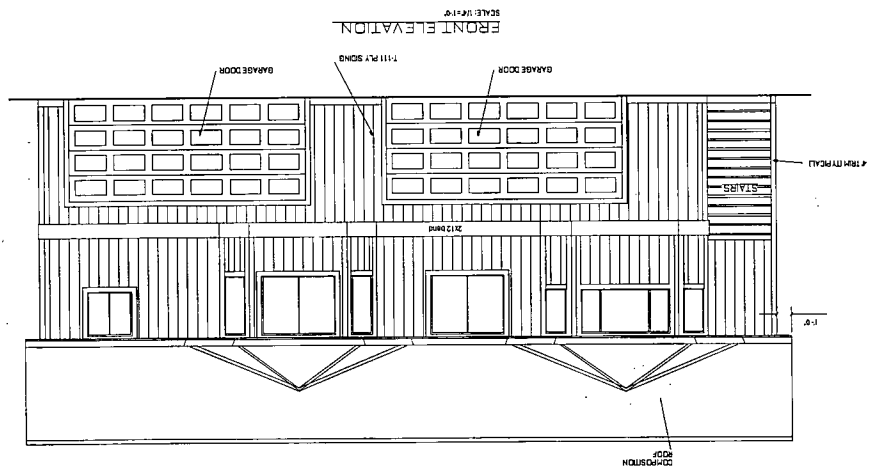 COMPOSITION
ROOF
1'-0"
2x12 band
STAIRS
4" TRIM (TYPICAL)
GARAGE DOOR
T-111 PLY SIDING
GARAGE DOOR
FRONT ELEVATION
SCALE: 1/4"=1'-0"